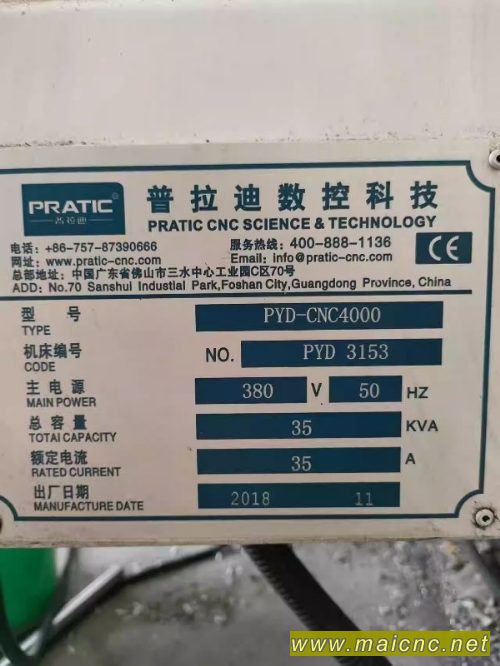 PRATIC®
普拉迪
普拉迪数控科技
PRATIC CNC SCIENCE & TECHNOLOGY
电话: +86-757-87390666 服务热线: 400-888-1136
网址: www.pratic-cnc.com Email: info@pratic-cnc.com
CE
总部地址: 中国广东省佛山市三水中心工业园C区70号
ADD: No.70 Sanshui Industial Park,Foshan City,Guangdong Province, China
型 号 PYD-CNC4000
TYPE
机床编号 NO. PYD 3153
CODE
主 电 源 380 V 50 HZ
MAIN POWER
总 容 量 35 KVA
TOTAI CAPACITY
额定电流 35 A
RATED CURRENT
出厂日期 2018 11
MANUFACTURE DATE
www.maicnc.net